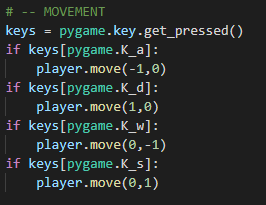 # -- MOVEMENT
keys = pygame.key.get_pressed()
if keys[pygame.K_a]:
    player.move(-1,0)
if keys[pygame.K_d]:
    player.move(1,0)
if keys[pygame.K_w]:
    player.move(0,-1)
if keys[pygame.K_s]:
    player.move(0,1)